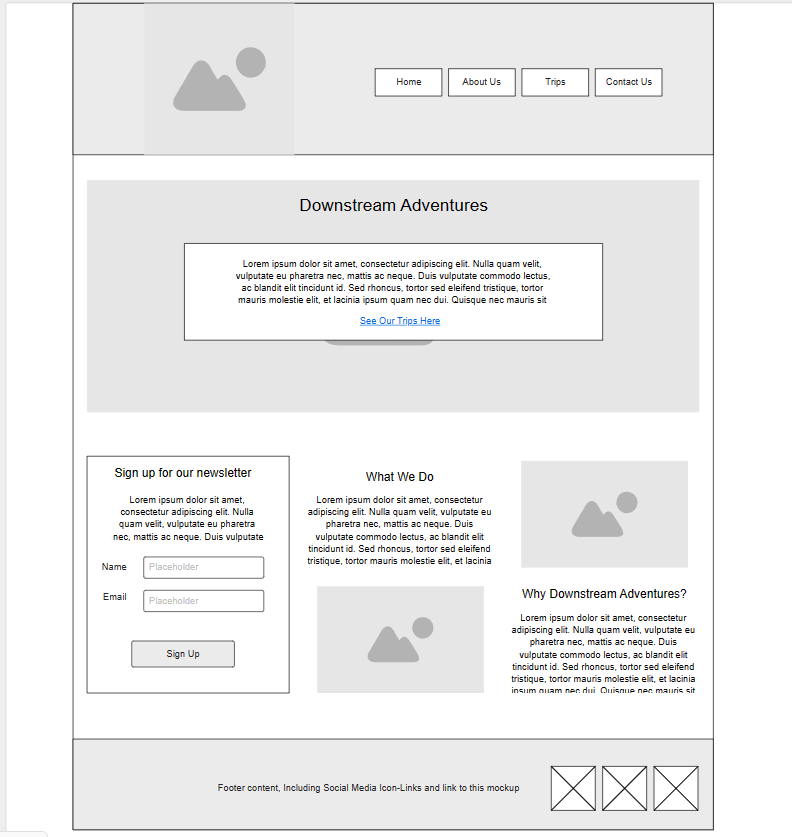 Home
About Us
Trips
Contact Us
Downstream Adventures
Lorem ipsum dolor sit amet, consectetur adipiscing elit. Nulla quam velit,
vulputate eu pharetra nec, mattis ac neque. Duis vulputate commodo lectus,
ac blandit elit tincidunt id. Sed rhoncus, tortor sed eleifend tristique, tortor
mauris molestie elit, et lacinia ipsum quam nec dui. Quisque nec mauris sit
See Our Trips Here
Sign up for our newsletter
Lorem ipsum dolor sit amet,
consectetur adipiscing elit. Nulla
quam velit, vulputate eu pharetra
nec, mattis ac neque. Duis vulputate
Name
Placeholder
Email
Placeholder
Sign Up
What We Do
Lorem ipsum dolor sit amet,
consectetur adipiscing elit. Nulla
quam velit, vulputate eu
pharetra nec, mattis ac neque. Duis
vulputate commodo lectus, ac blandit elit
tincidunt id. Sed rhoncus, tortor sed eleifend
tristique, tortor mauris molestie elit, et lacinia
Why Downstream Adventures?
Lorem ipsum dolor sit amet, consectetur
adipiscing elit. Nulla quam velit, vulputate eu
pharetra nec, mattis ac neque. Duis
vulputate commodo lectus, ac blandit elit
tincidunt id. Sed rhoncus, tortor sed eleifend
tristique, tortor mauris molestie elit, et lacinia
ipsum quam nec dui. Quisque nec mauris sit
Footer content, Including Social Media Icon-Links and link to this mockup